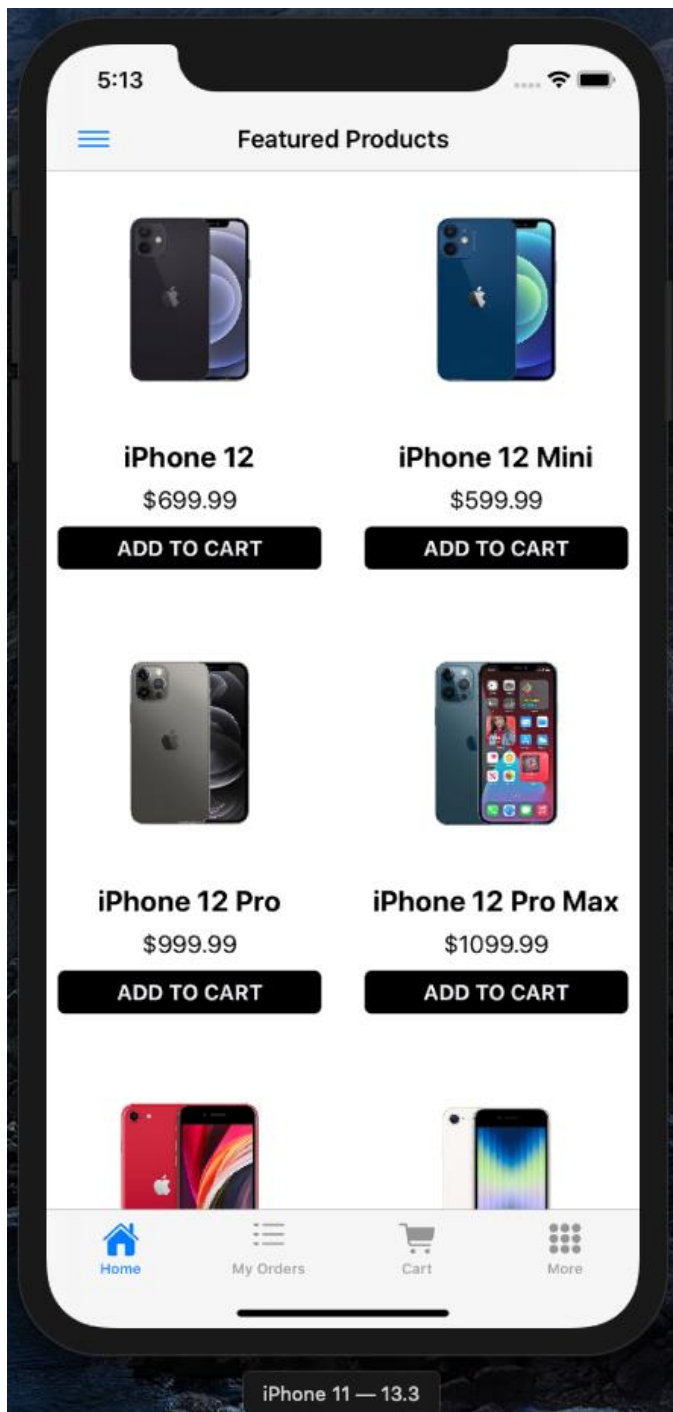 5:13
Featured Products
iPhone 12
iPhone 12 Mini
$699.99
$599.99
ADD TO CART
ADD TO CART
iPhone 12 Pro
iPhone 12 Pro Max
$999.99
$1099.99
ADD TO CART
ADD TO CART
Home
My Orders
Cart
More
iPhone 11 — 13.3